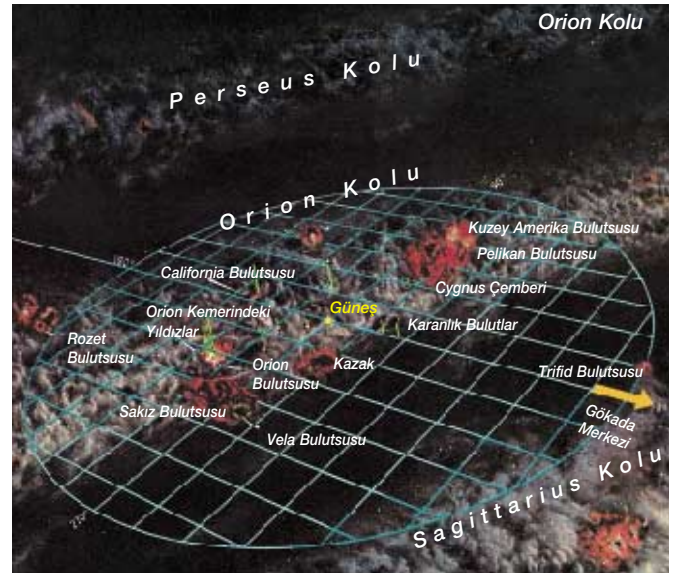 Orion Kolu
Perseus Kolu
Orion Kolu
Kuzey Amerika Bulutsusu
Pelikan Bulutsusu
California Bulutsusu
Cygnus Çemberi
Orion Kemerindeki
Yıldızlar
Güneş
Karanlık Bulutlar
Rozet
Bulutsusu
Orion
Bulutsusu
Kazak
Trifid Bulutsusu
Sakız Bulutsusu
Gökada
Merkezi
Vela Bulutsusu
Sagittarius Kolu